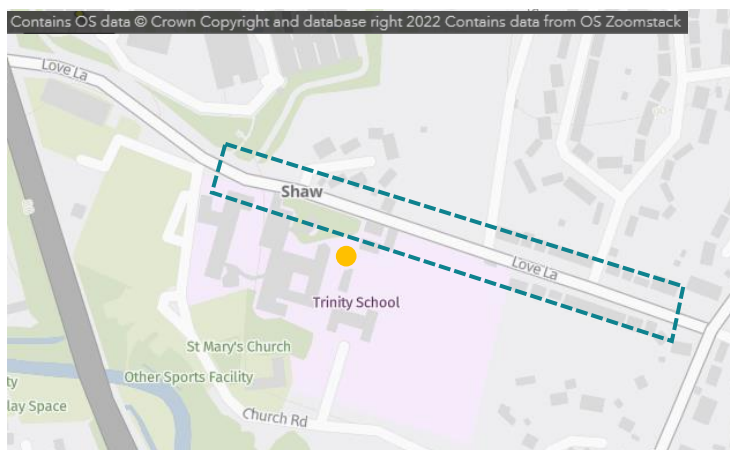 Contains OS data © Crown Copyright and database right 2022 Contains data from OS Zoomstack
Love La
Shaw
Love La
Trinity School
St Mary's Church
Other Sports Facility
lay Space
Church Rd